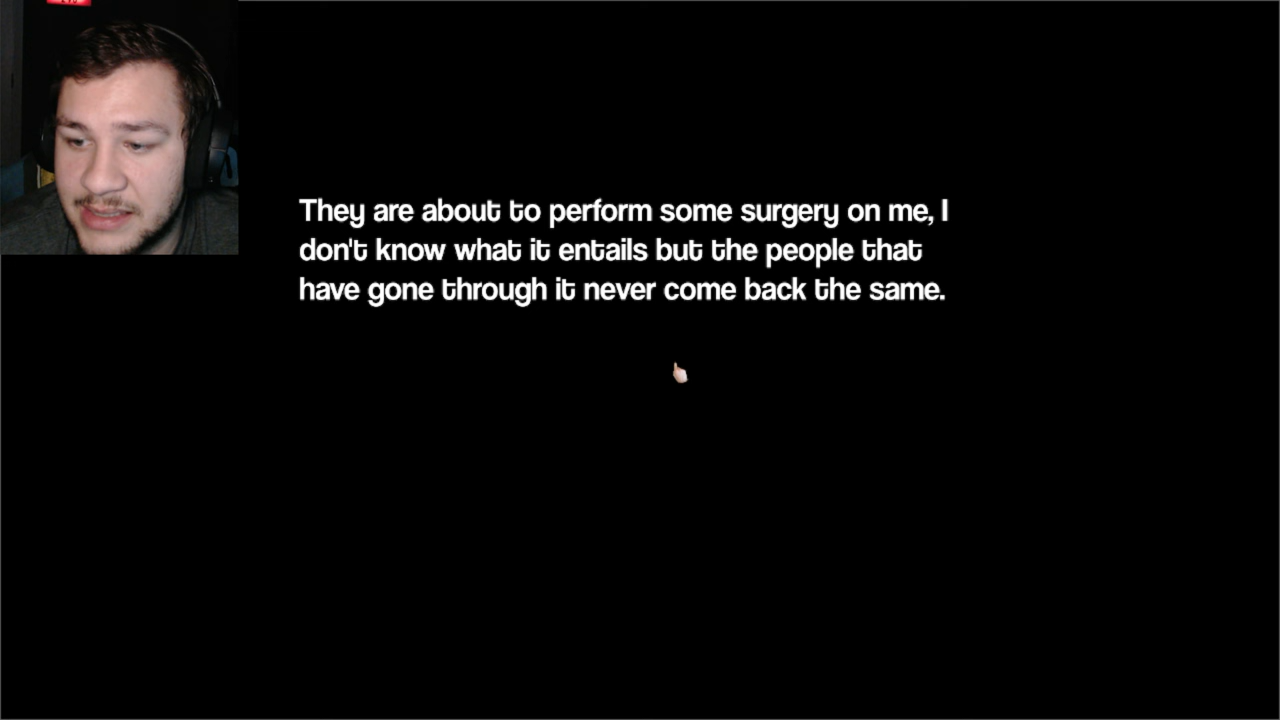 They are about to perform some surgery on me, I
don't know what it entails but the people that
have gone through it never come back the same.